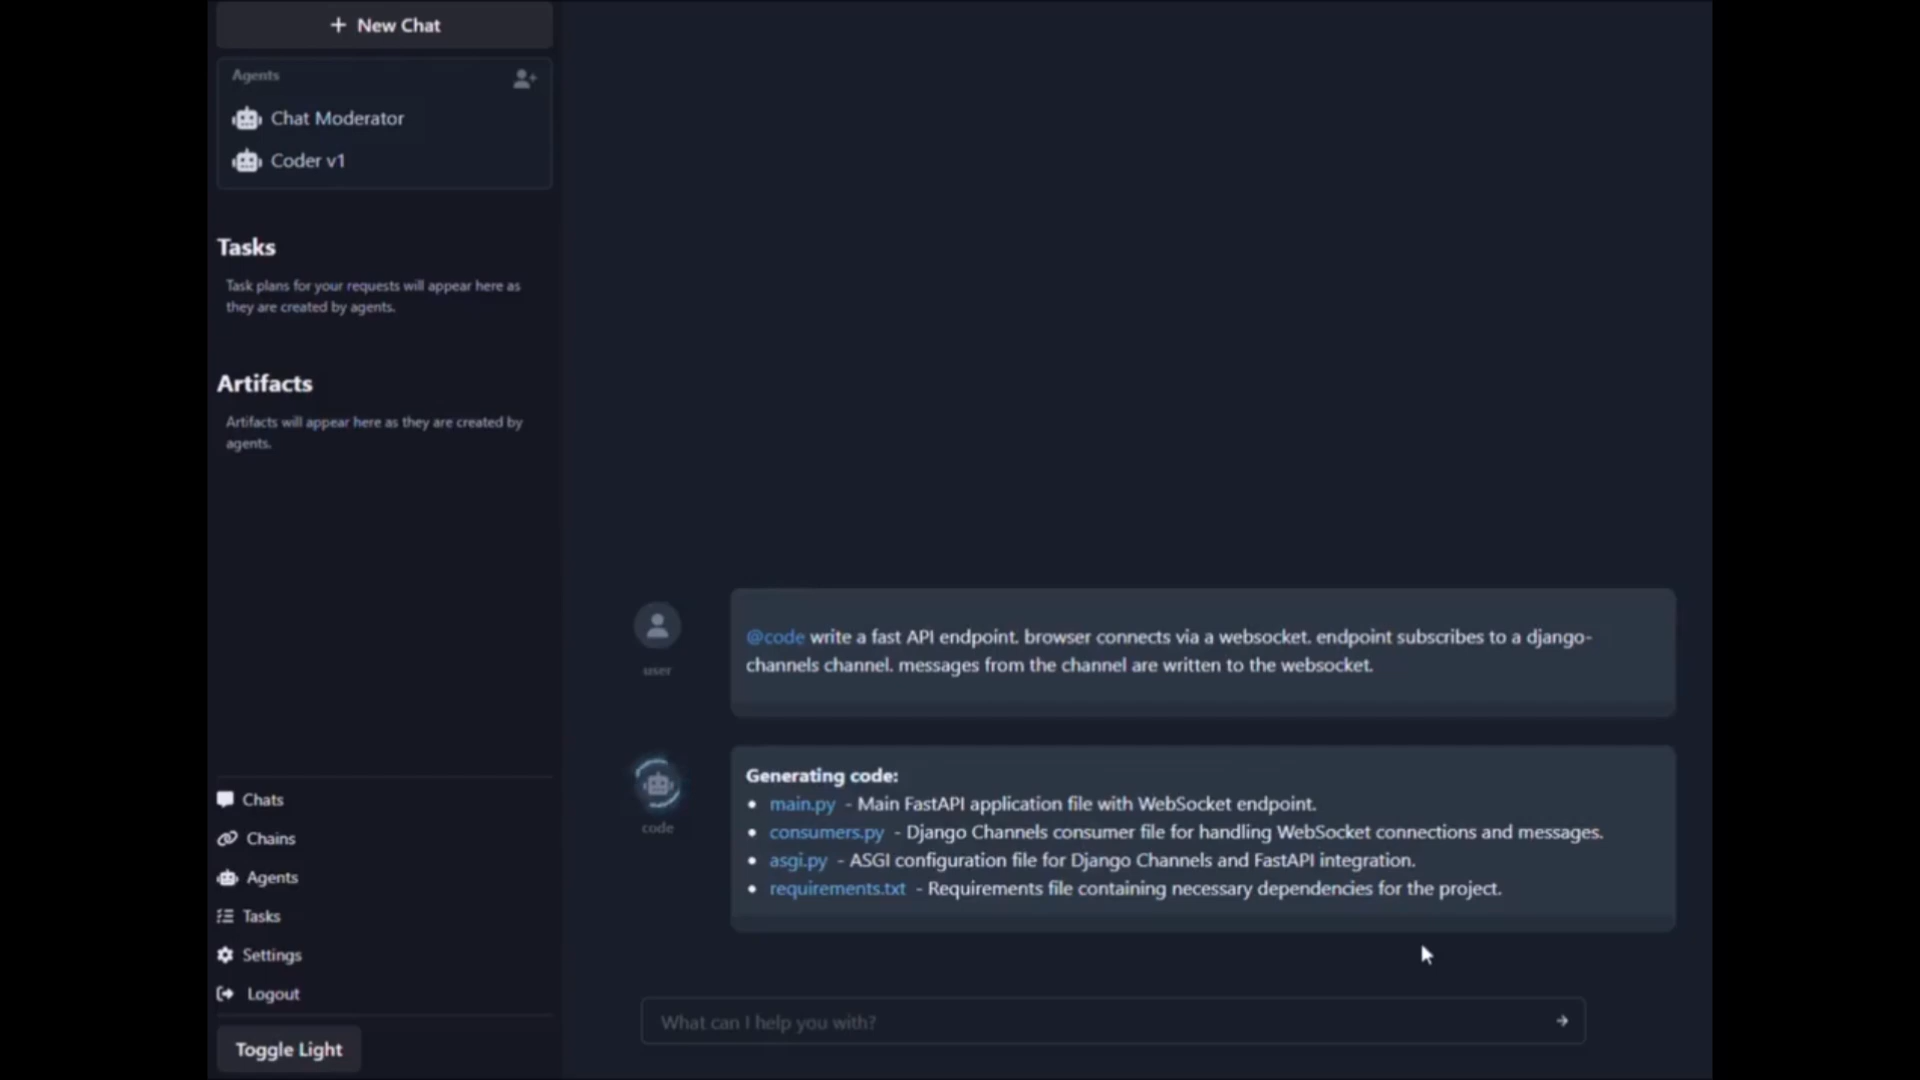 + New Chat
Agents
Chat Moderator
Coder v1
Tasks
Task plans for your requests will appear here as
they are created by agents.
Artifacts
Artifacts will appear here as they are created by
agents.
Chats
Chains
Agents
Tasks
Settings
Logout
Toggle Light
@code write a fast API endpoint. browser connects via a websocket. endpoint subscribes to a django-
channels channel. messages from the channel are written to the websocket.
user
Generating code:
• main.py - Main FastAPI application file with WebSocket endpoint.
• consumers.py - Django Channels consumer file for handling WebSocket connections and messages.
• asgi.py - ASGI configuration file for Django Channels and FastAPI integration.
• requirements.txt - Requirements file containing necessary dependencies for the project.
code
What can I help you with?